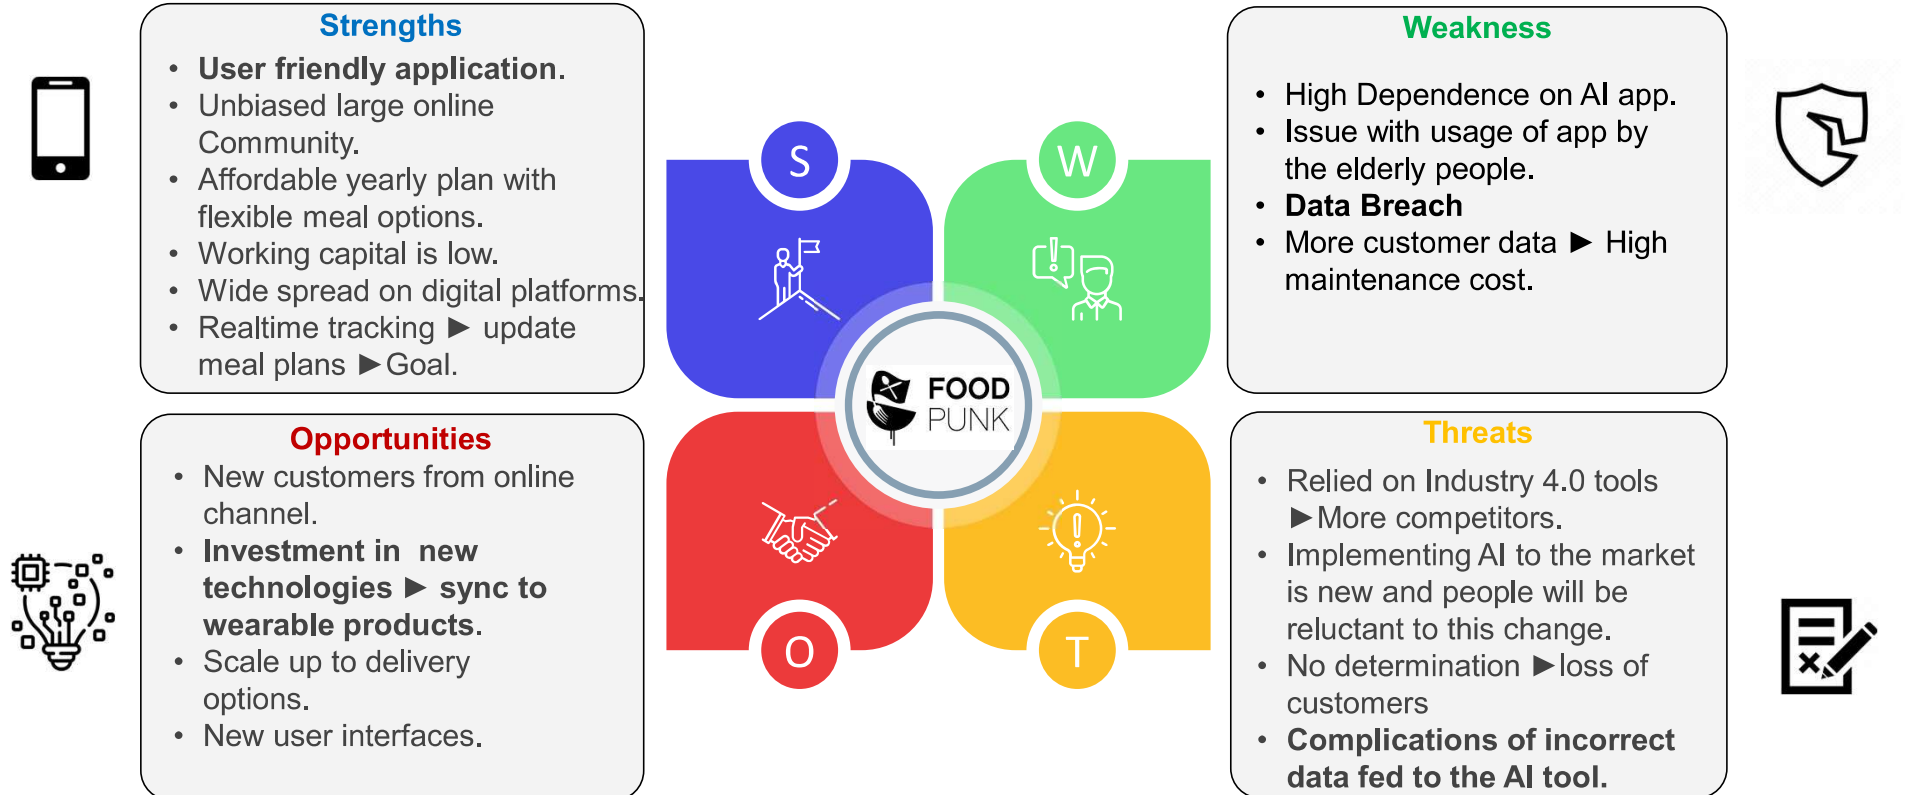 Strengths
• User friendly application.
• Unbiased large online
Community.
• Affordable yearly plan with
flexible meal options.
• Working capital is low.
• Wide spread on digital platforms.
• Realtime tracking ► update
meal plans ►Goal.
Weakness
• High Dependence on AI app.
• Issue with usage of app by
the elderly people.
• Data Breach
• More customer data ► High
maintenance cost.
S
W
FOOD
PUNK
O
T
Opportunities
• New customers from online
channel.
• Investment in new
technologies ► sync to
wearable products.
• Scale up to delivery
options.
• New user interfaces.
Threats
• Relied on Industry 4.0 tools
►More competitors.
• Implementing AI to the market
is new and people will be
reluctant to this change.
• No determination ►loss of
customers
• Complications of incorrect
data fed to the AI tool.